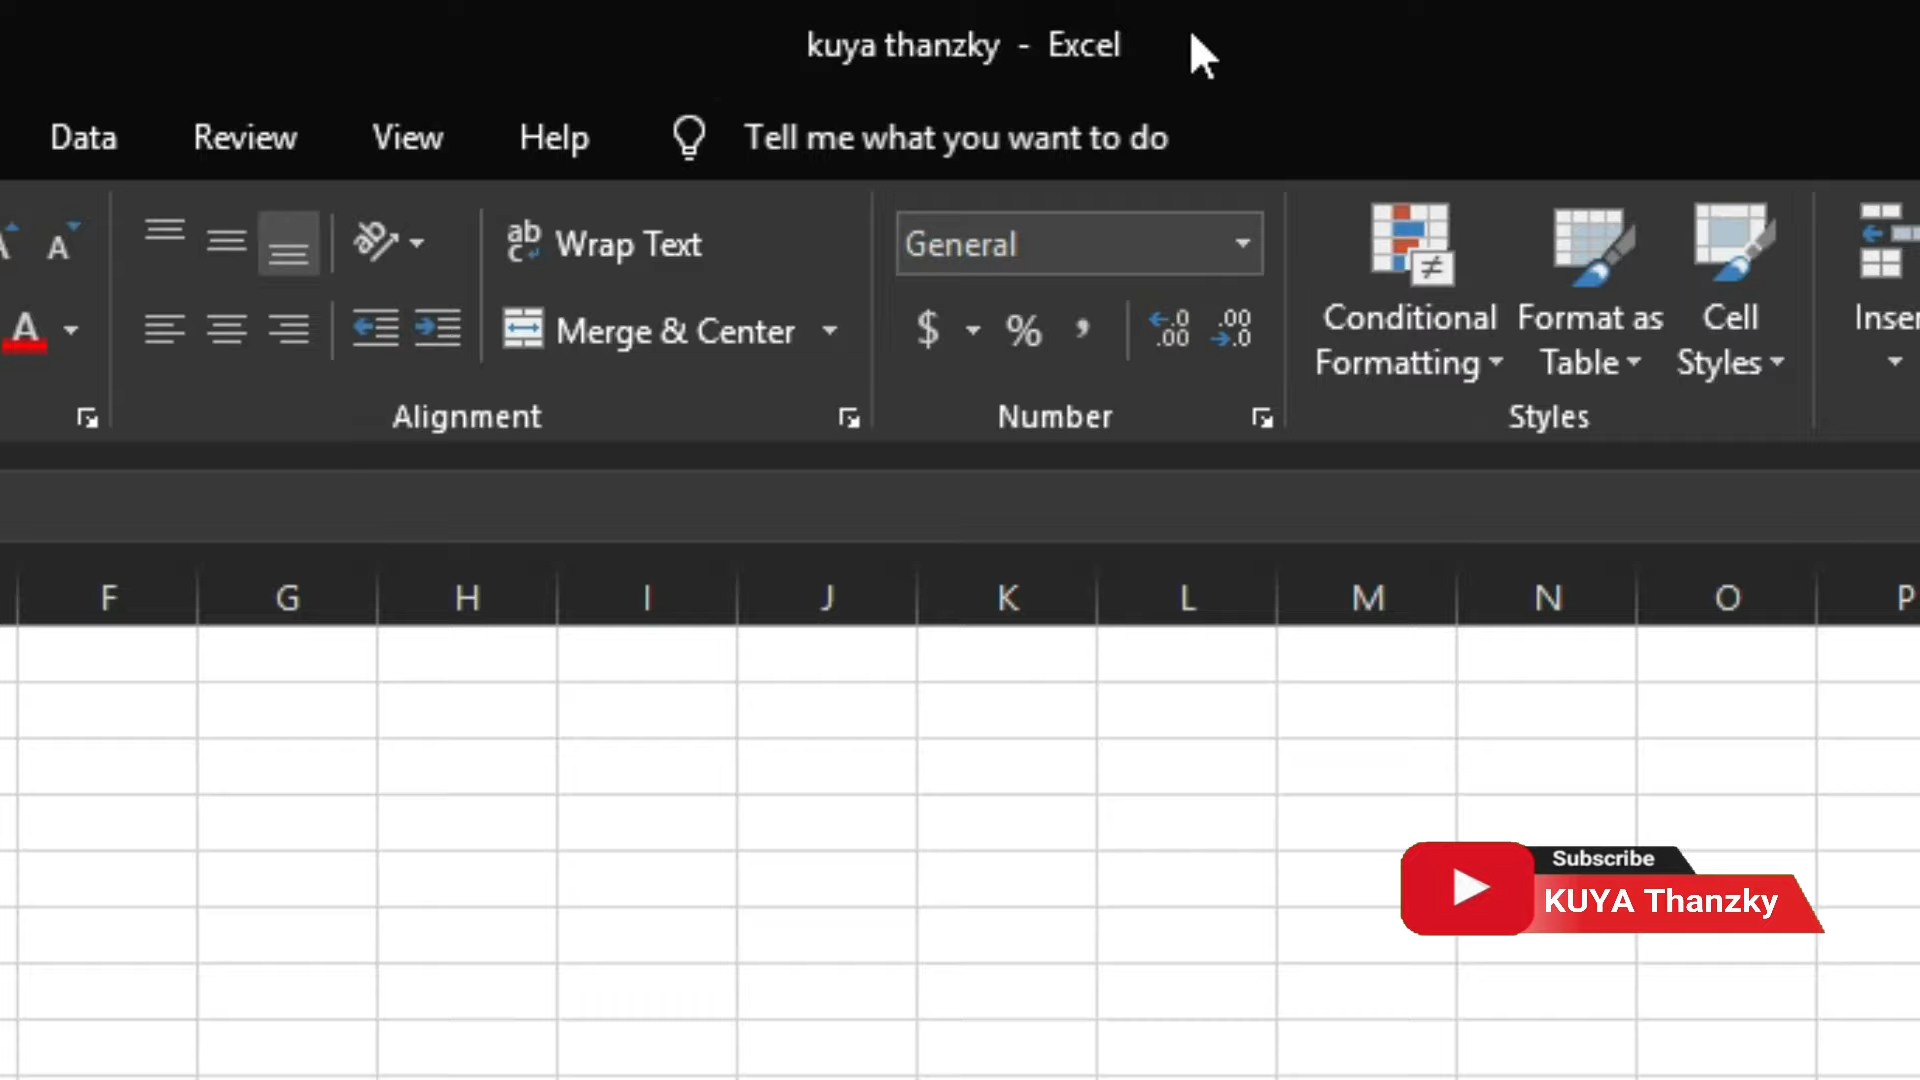 kuya thanzky - Excel
Data Review View Help Tell me what you want to do
Wrap Text
General
Merge & Center
$ % ,
Conditional Formatting
Format as Table
Cell Styles
Alignment
Number
Styles
F G H I J K L M N O P
Subscribe
KUYA Thanzky